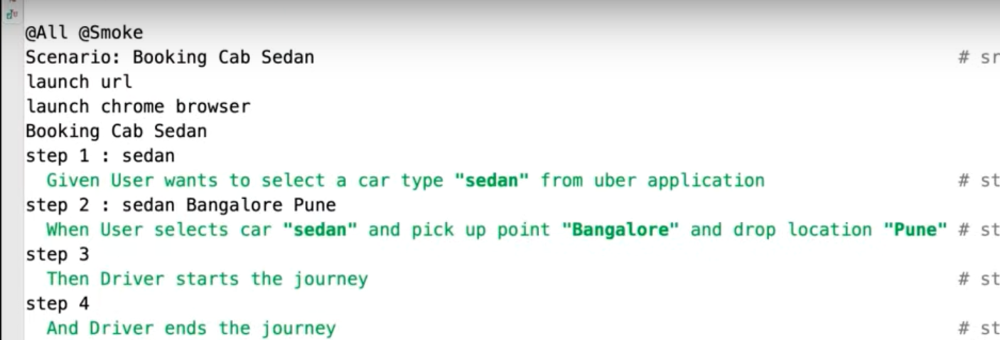 @All @Smoke
Scenario: Booking Cab Sedan # sr
launch url
launch chrome browser
Booking Cab Sedan
step 1 : sedan
Given User wants to select a car type "sedan" from uber application # st
step 2 : sedan Bangalore Pune
When User selects car "sedan" and pick up point "Bangalore" and drop location "Pune" # st
step 3
Then Driver starts the journey # st
step 4
And Driver ends the journey # st